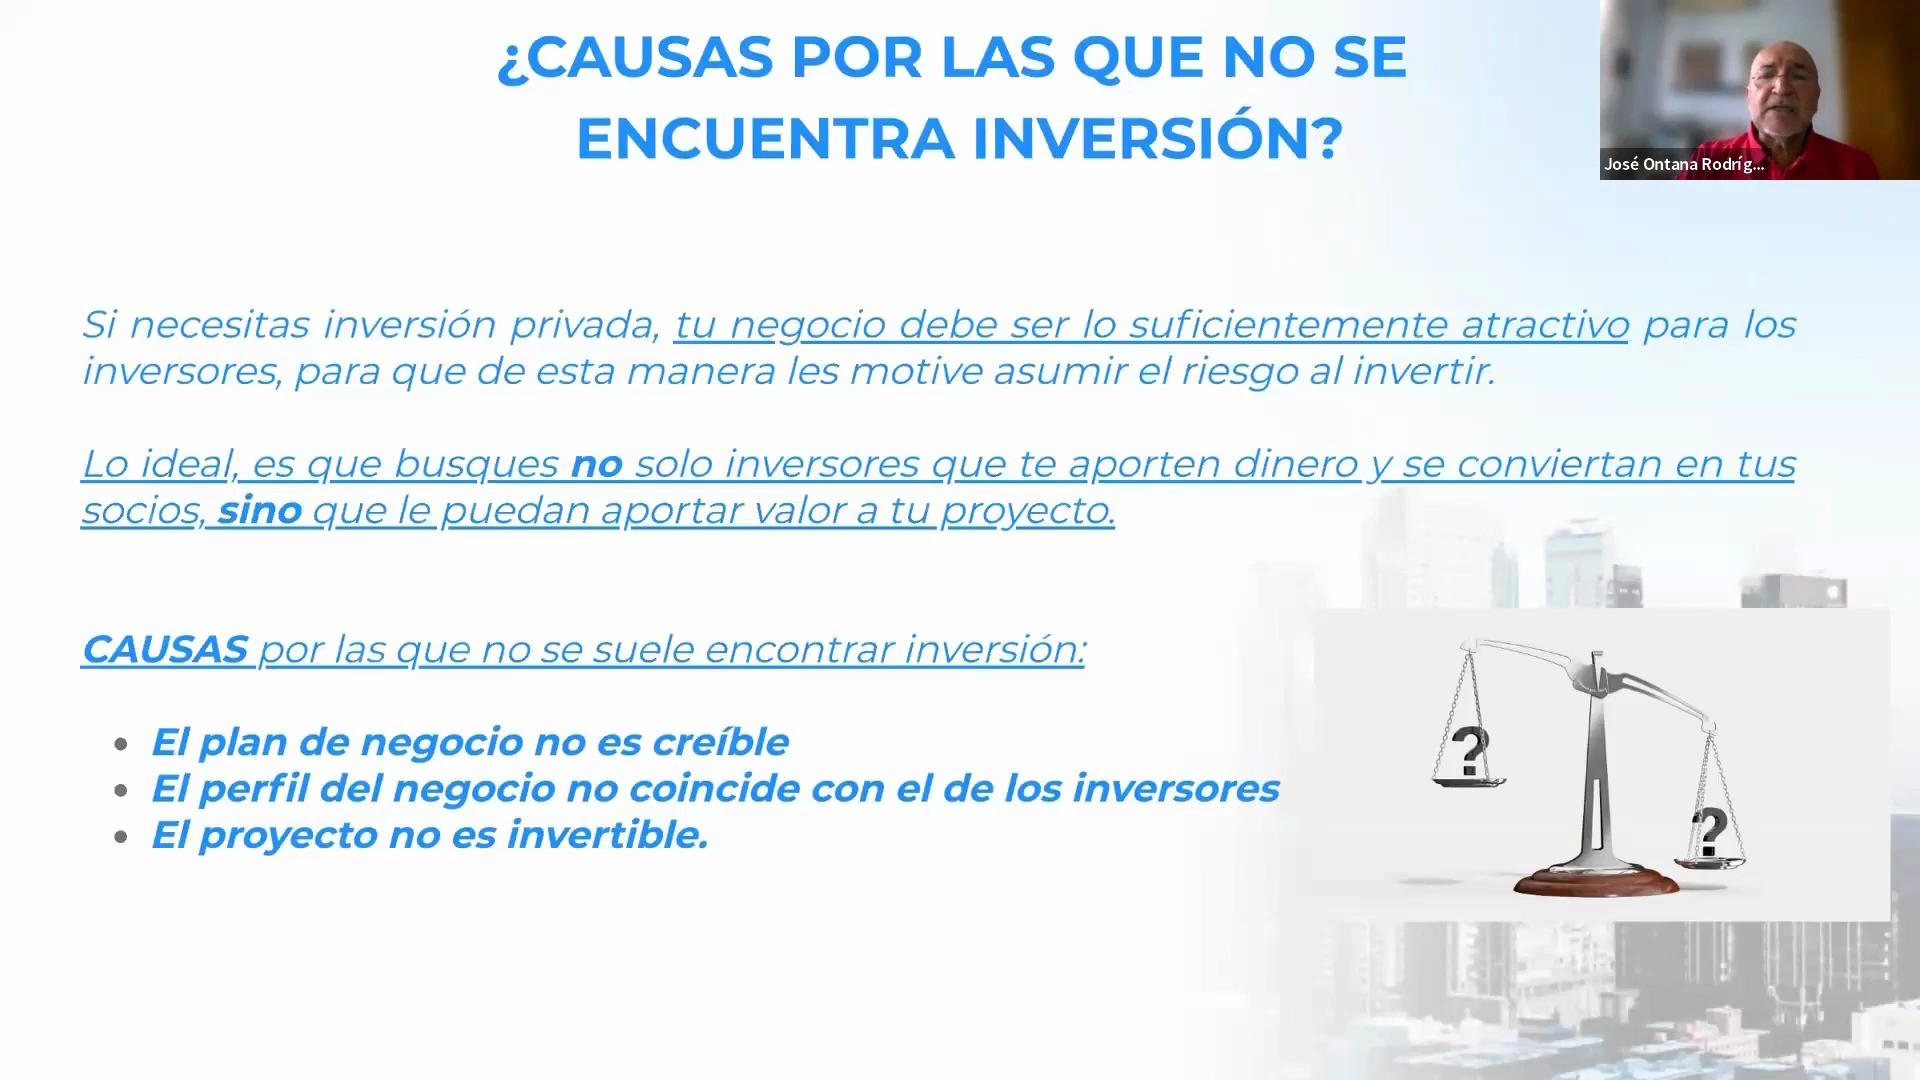 ¿CAUSAS POR LAS QUE NO SE
ENCUENTRA INVERSIÓN?
José Ontana Rodríg...
Si necesitas inversión privada, tu negocio debe ser lo suficientemente atractivo para los
inversores, para que de esta manera les motive asumir el riesgo al invertir.
Lo ideal, es que busques no solo inversores que te aporten dinero y se conviertan en tus
socios, sino que le puedan aportar valor a tu proyecto.
CAUSAS por las que no se suele encontrar inversión:
• El plan de negocio no es creíble
• El perfil del negocio no coincide con el de los inversores
• El proyecto no es invertible.
?
?